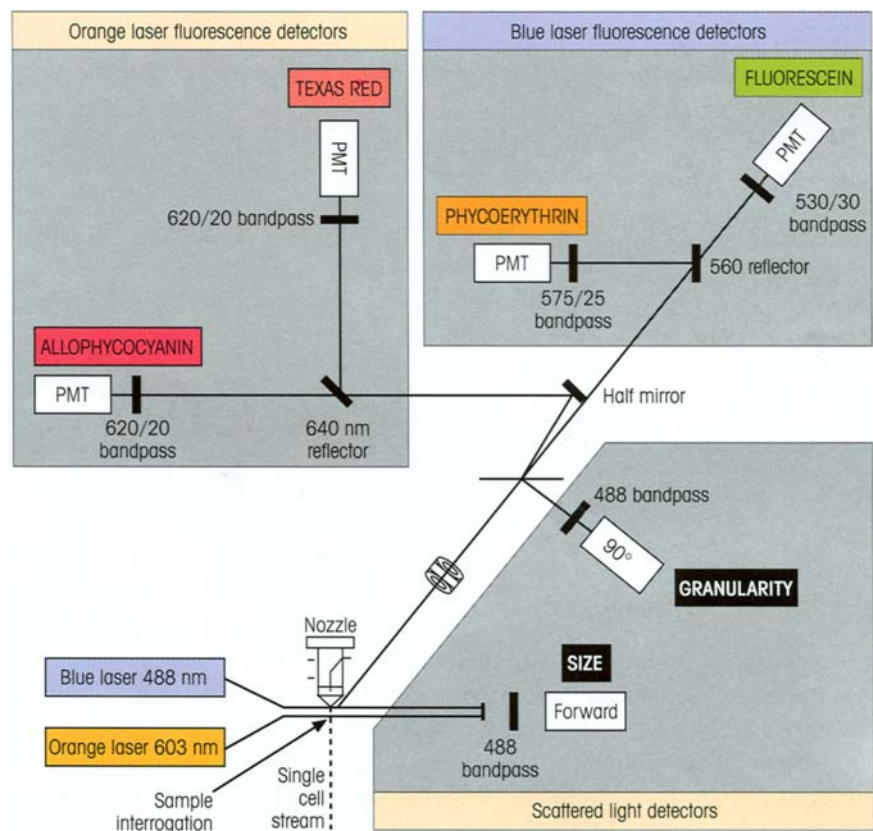 Orange laser fluorescence detectors
TEXAS RED
PMT
620/20 bandpass
ALLOPHYCOCYANIN
PMT
620/20
bandpass
640 nm
reflector
Blue laser fluorescence detectors
FLUORESCEIN
PMT
530/30
bandpass
PHYCOERYTHRIN
PMT
575/25
bandpass
560 reflector
Half mirror
488 bandpass
90°
GRANULARITY
SIZE
Forward
488
bandpass
Scattered light detectors
Nozzle
Blue laser 488 nm
Orange laser 603 nm
Sample
interrogation
Single
cell
stream